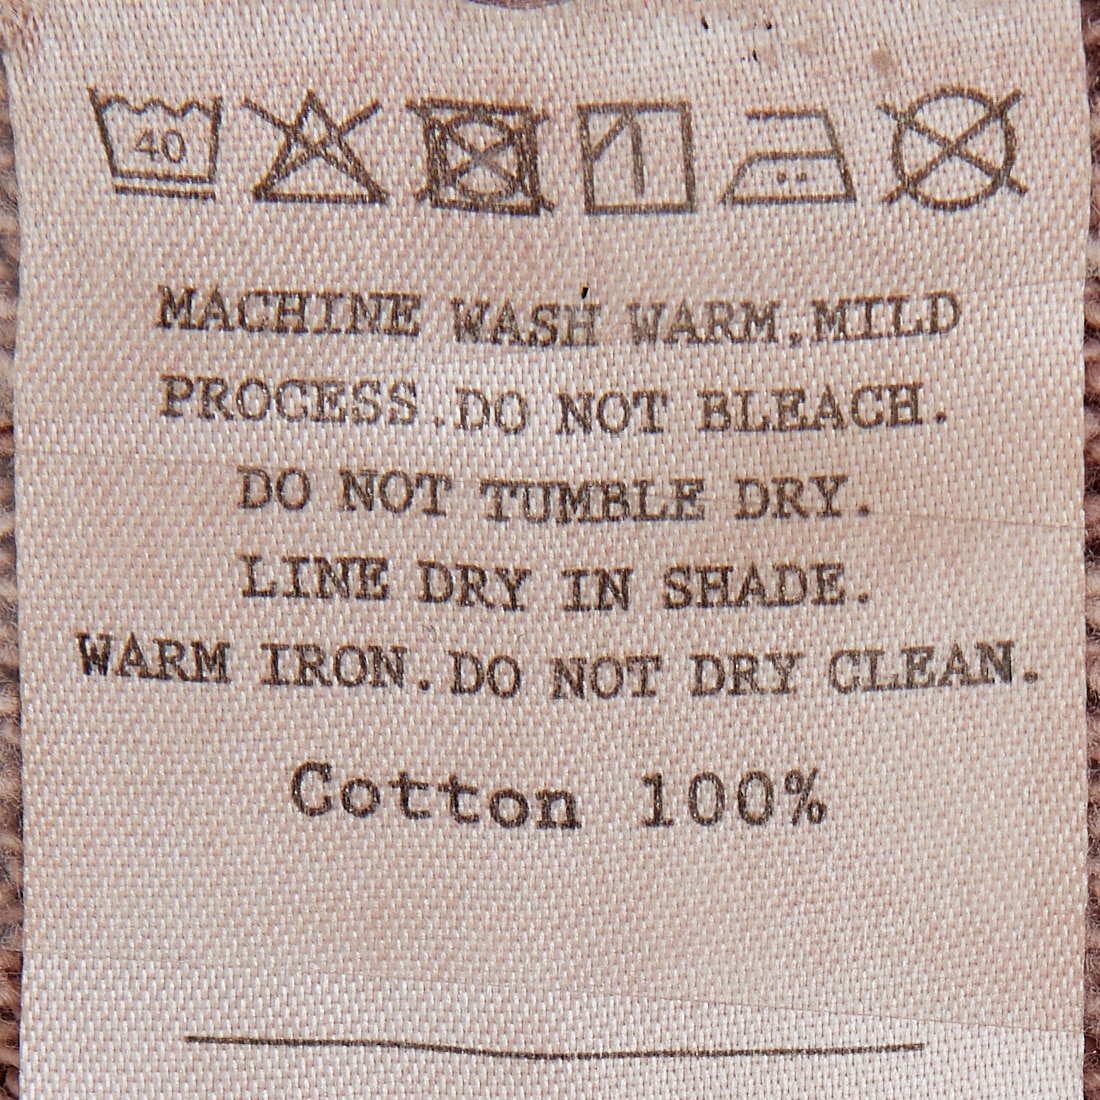 40
MACHINE WASH WARM,MILD
PROCESS.DO NOT BLEACH.
DO NOT TUMBLE DRY.
LINE DRY IN SHADE.
WARM IRON.DO NOT DRY CLEAN.
Cotton 100%